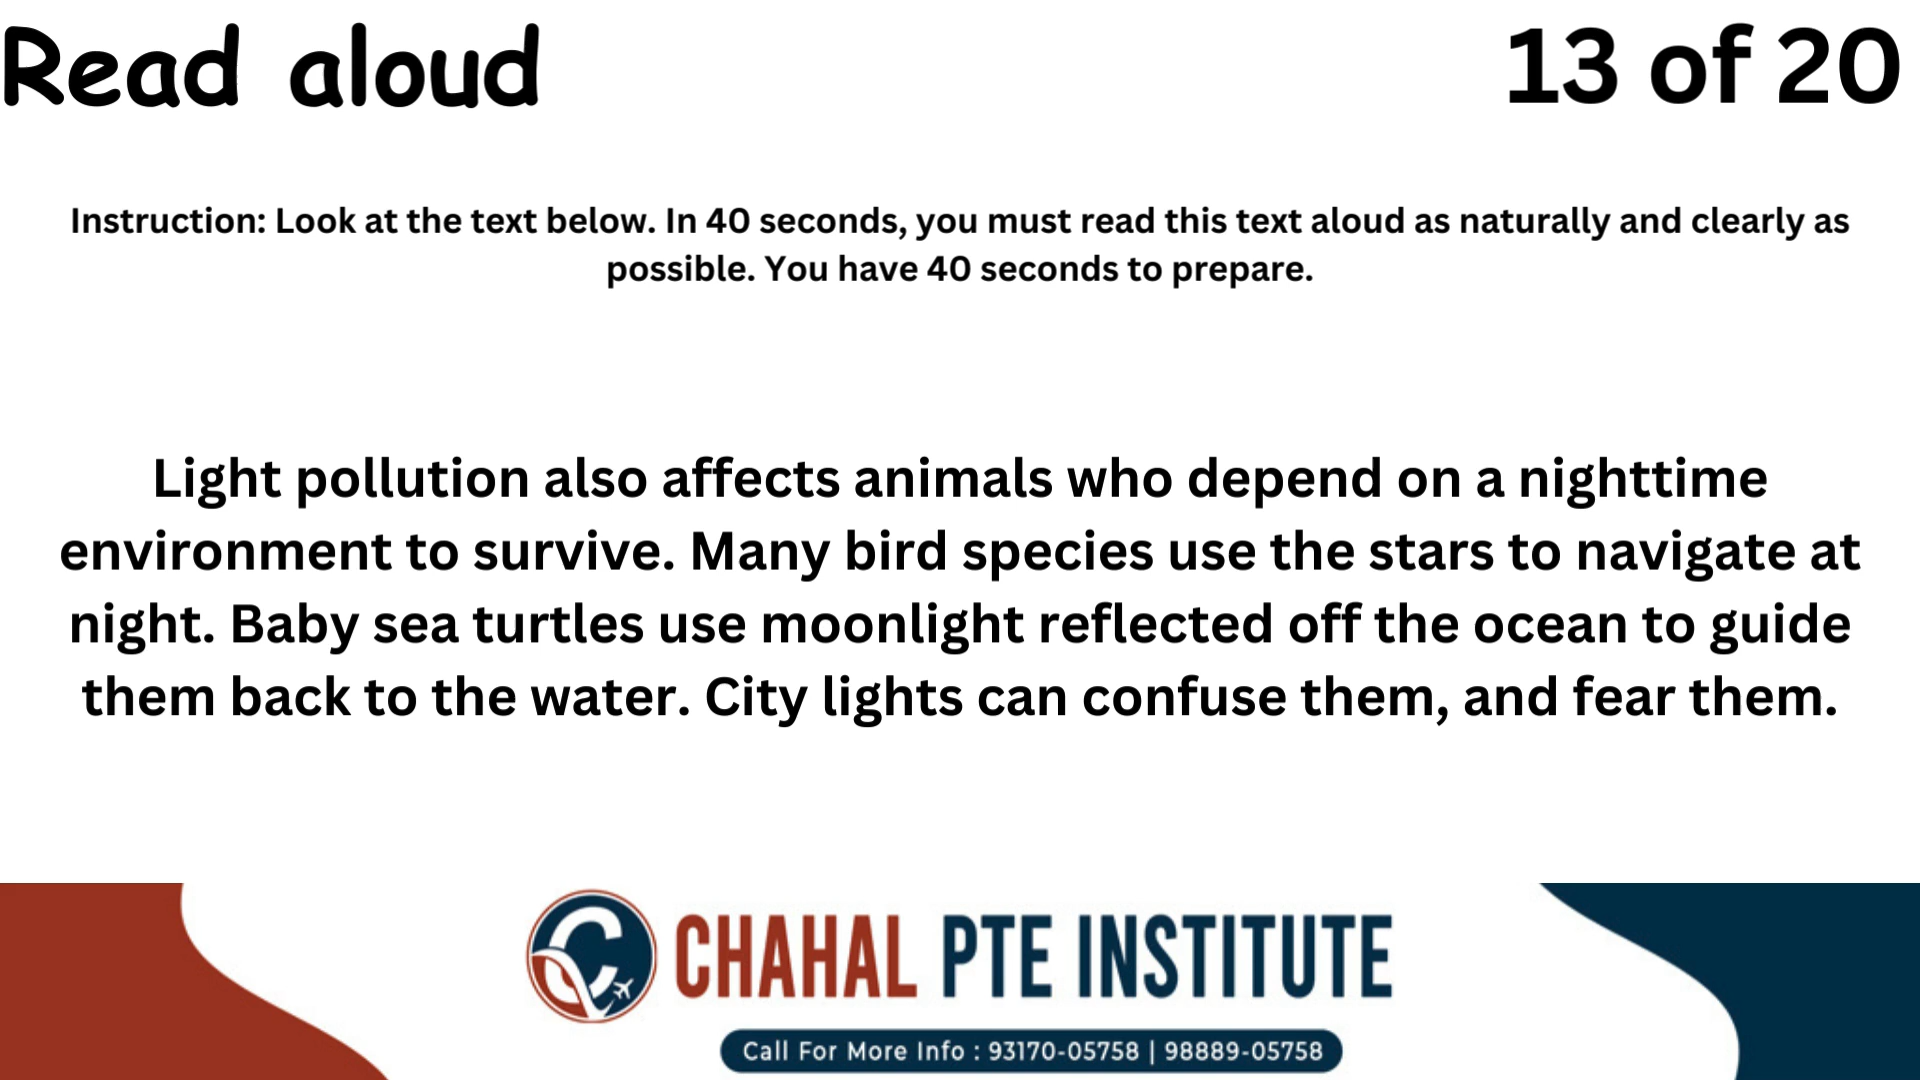 Read aloud
13 of 20
Instruction: Look at the text below. In 40 seconds, you must read this text aloud as naturally and clearly as
possible. You have 40 seconds to prepare.
Light pollution also affects animals who depend on a nighttime
environment to survive. Many bird species use the stars to navigate at
night. Baby sea turtles use moonlight reflected off the ocean to guide
them back to the water. City lights can confuse them, and fear them.
CHAHAL PTE INSTITUTE
Call For More Info : 93170-05758 | 98889-05758